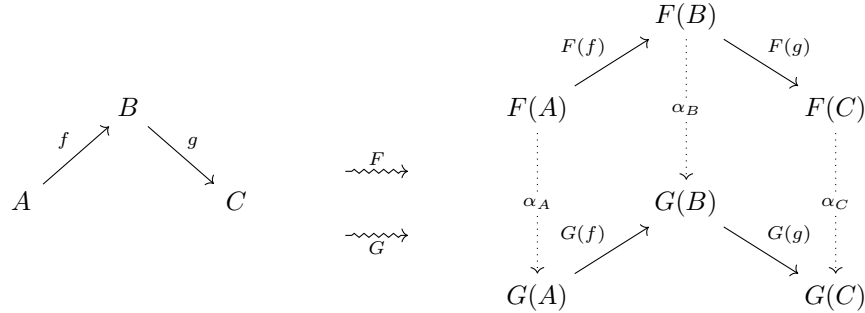 F(B)
F(f) F(g)
B F(A) F(C)
f g α_B
F
A C α_A G(B) α_C
G G(f) G(g)
G(A) G(C)